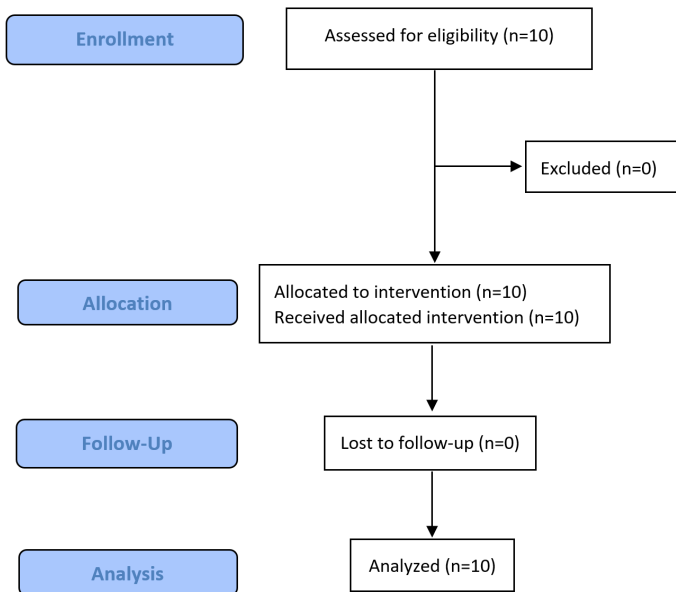 Enrollment
Assessed for eligibility (n=10)
Excluded (n=0)
Allocation
Allocated to intervention (n=10)
Received allocated intervention (n=10)
Follow-Up
Lost to follow-up (n=0)
Analysis
Analyzed (n=10)